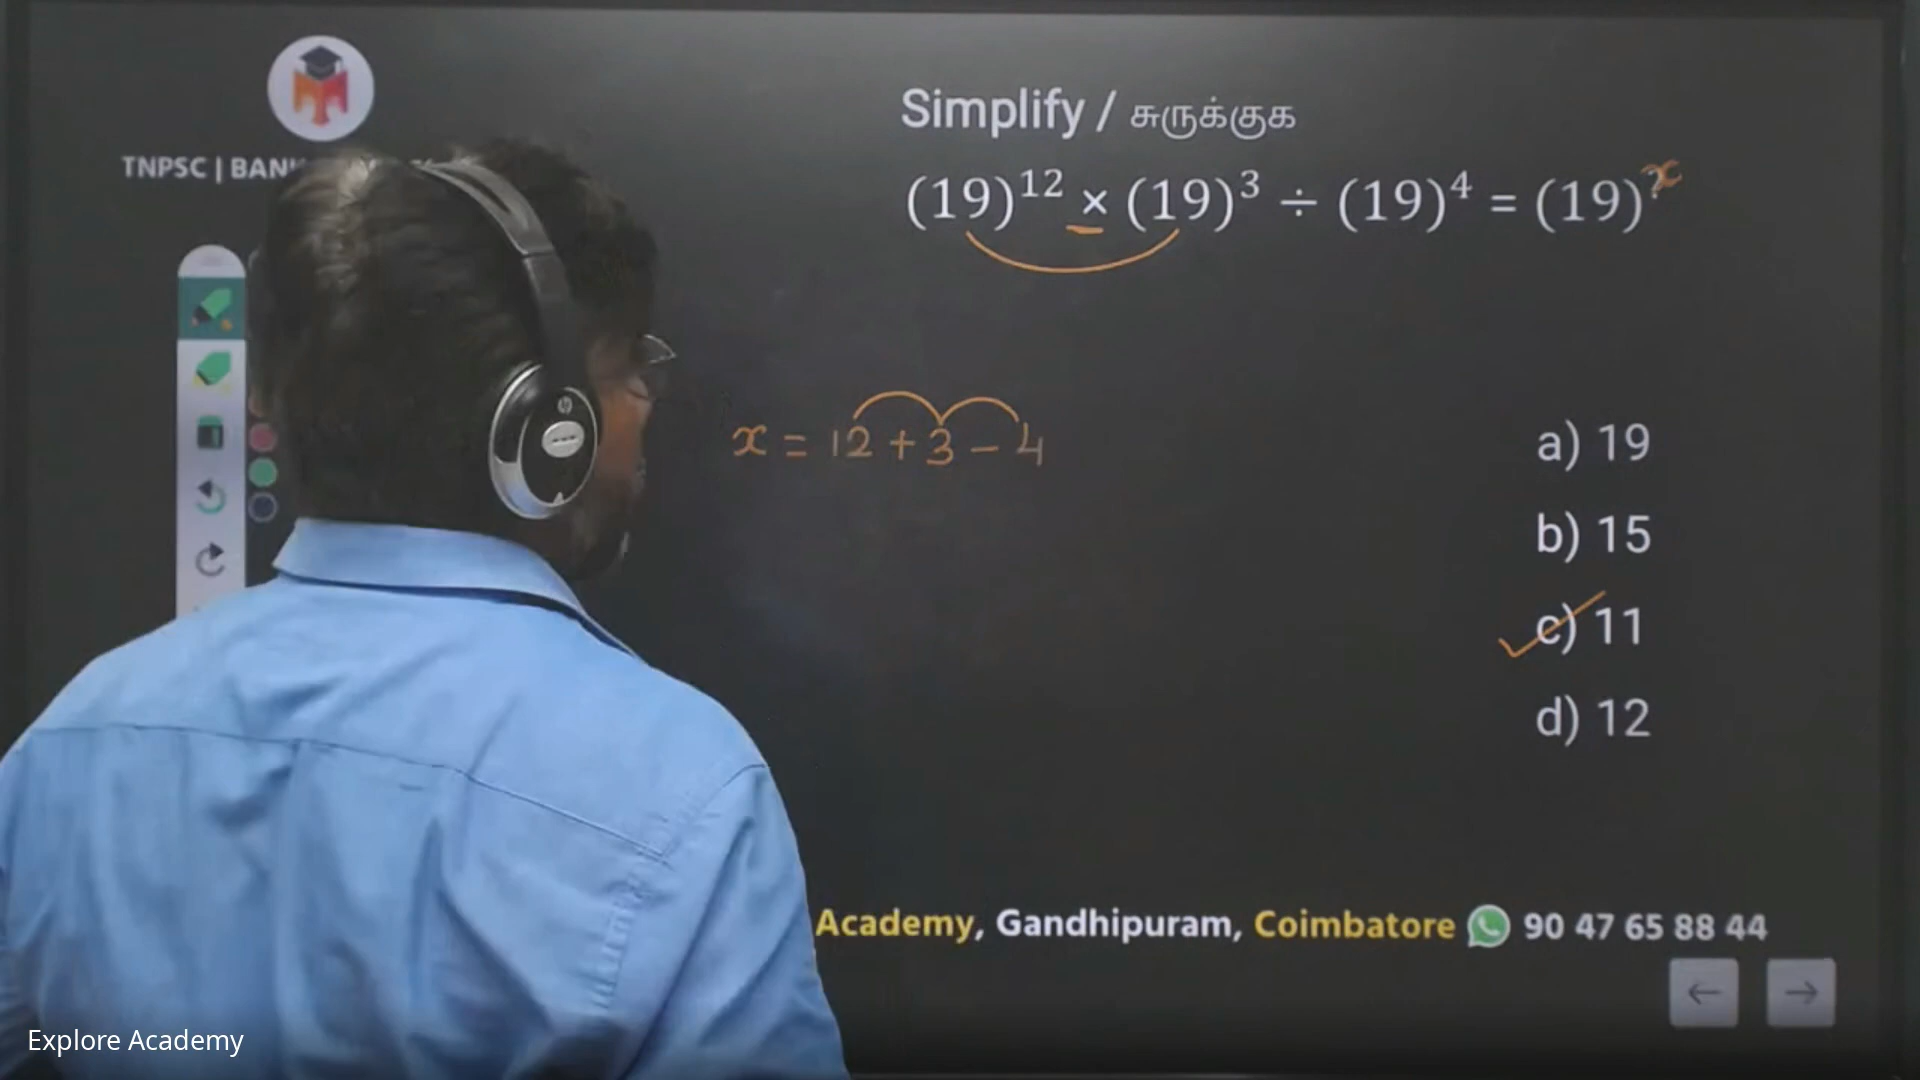 TNPSC | BANK
Simplify / சுருக்குக
(19)¹² × (19)³ ÷ (19)⁴ = (19)^? x
x = 12 + 3 - 4
a) 19
b) 15
c) 11
d) 12
Academy, Gandhipuram, Coimbatore 90 47 65 88 44
Explore Academy